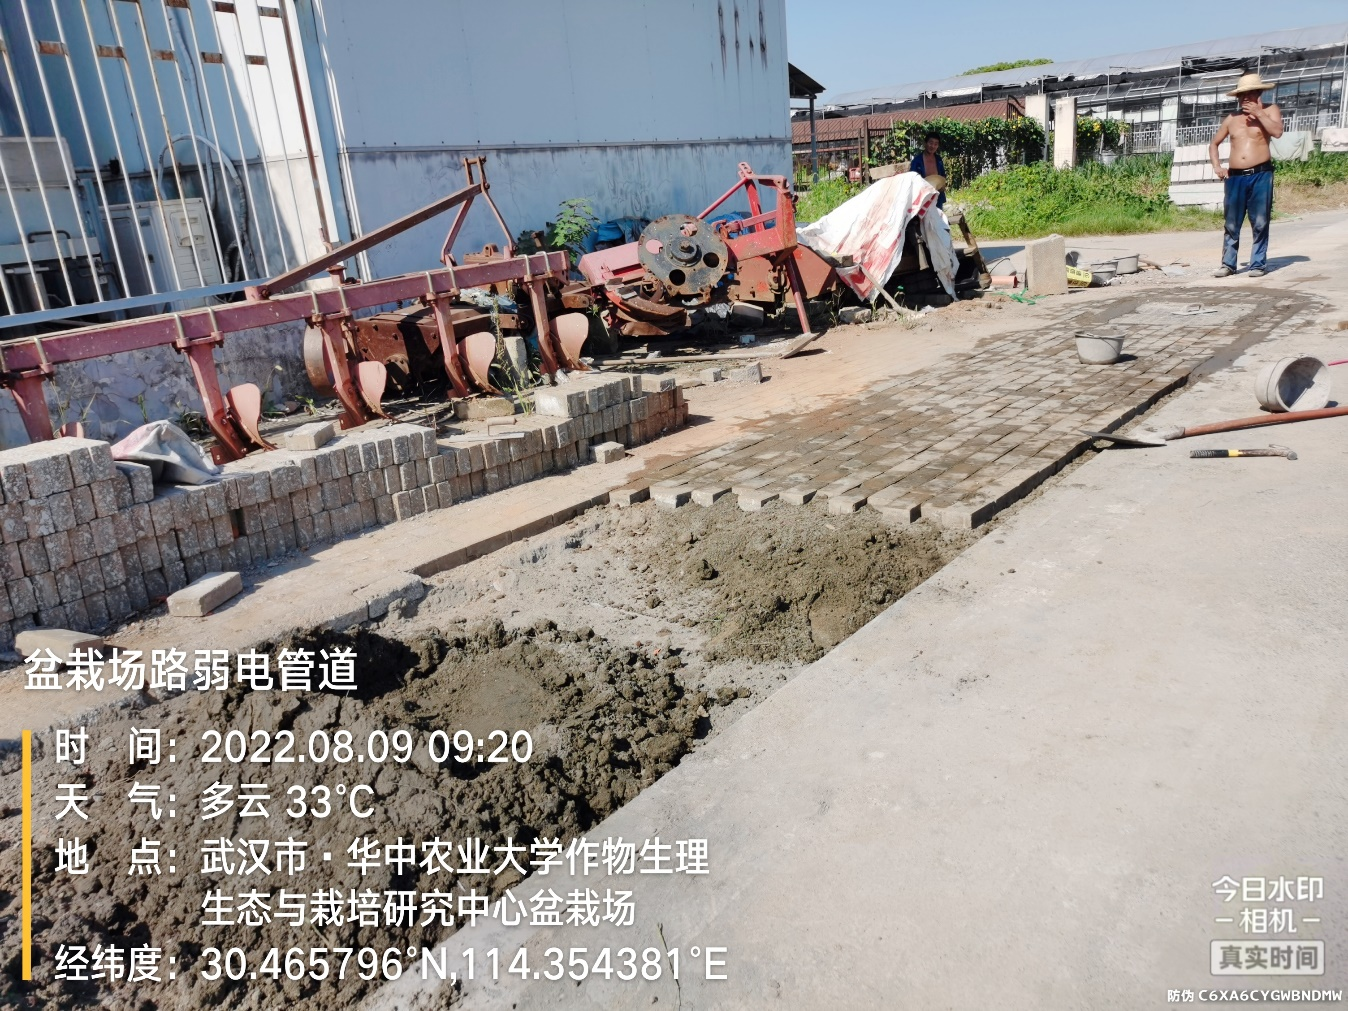 盆栽场路弱电管道
时 间：2022.08.09 09:20
天 气：多云 33℃
地 点：武汉市·华中农业大学作物生理
生态与栽培研究中心盆栽场
经纬度：30.465796°N,114.354381°E
今日水印
相机
真实时间
防伪 C6XA6CYGWBNDMW